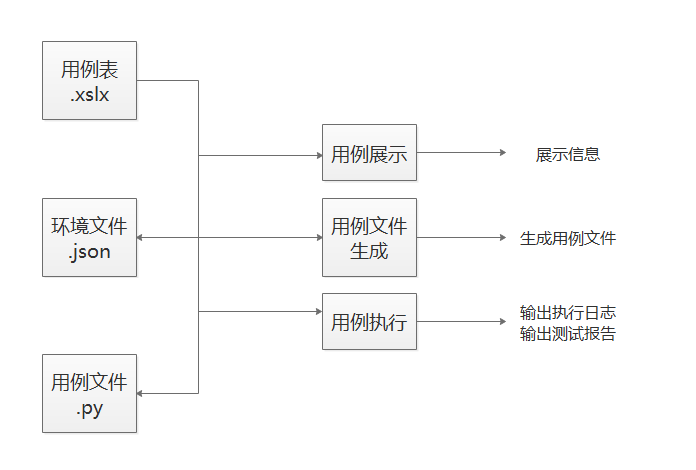 用例表
.xslx
用例展示
展示信息
环境文件
.json
用例文件
生成
生成用例文件
用例执行
输出执行日志
输出测试报告
用例文件
.py